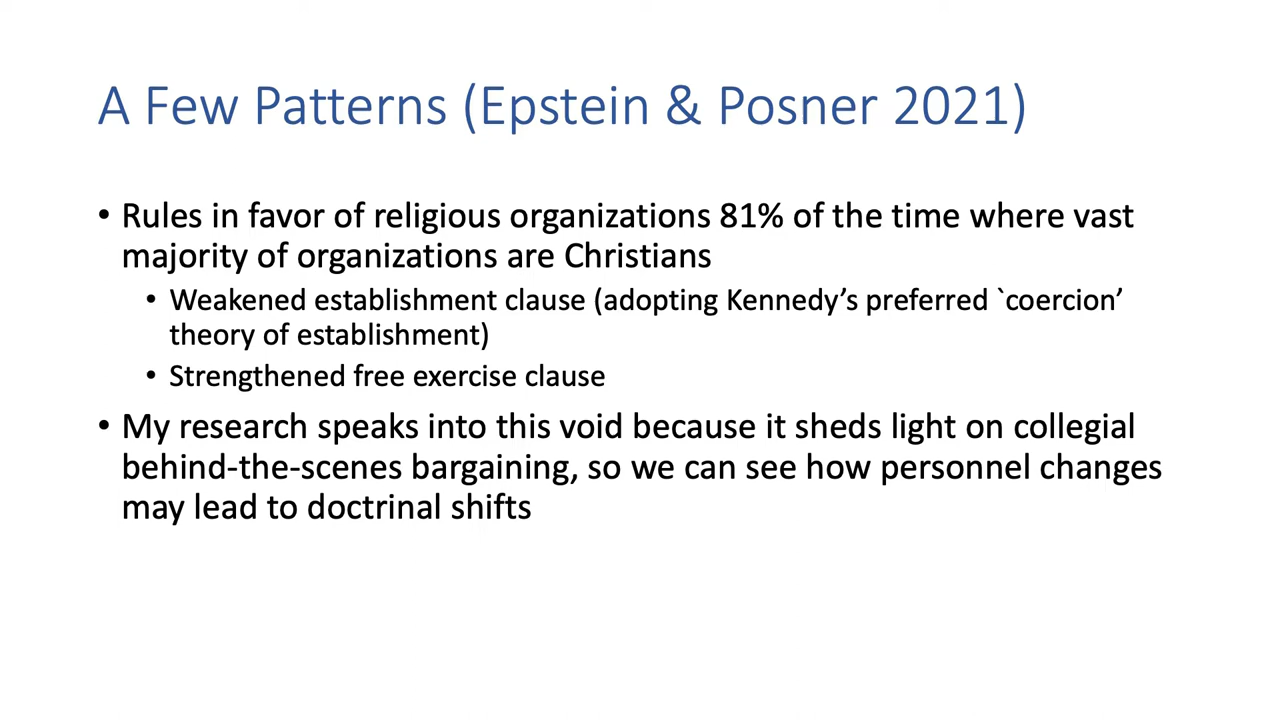 A Few Patterns (Epstein & Posner 2021)
• Rules in favor of religious organizations 81% of the time where vast
majority of organizations are Christians
• Weakened establishment clause (adopting Kennedy’s preferred `coercion’
theory of establishment)
• Strengthened free exercise clause
• My research speaks into this void because it sheds light on collegial
behind-the-scenes bargaining, so we can see how personnel changes
may lead to doctrinal shifts